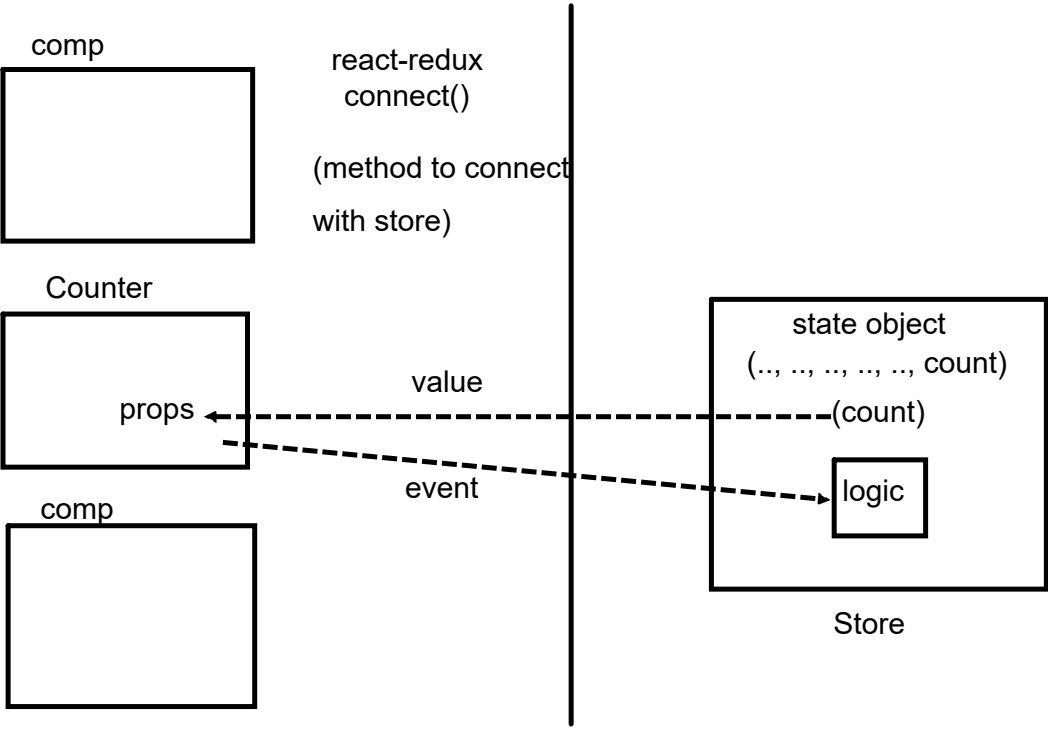 comp
react-redux
connect()
(method to connect
with store)
Counter
props
value
event
comp
state object
(.., .., .., .., .., count)
(count)
logic
Store